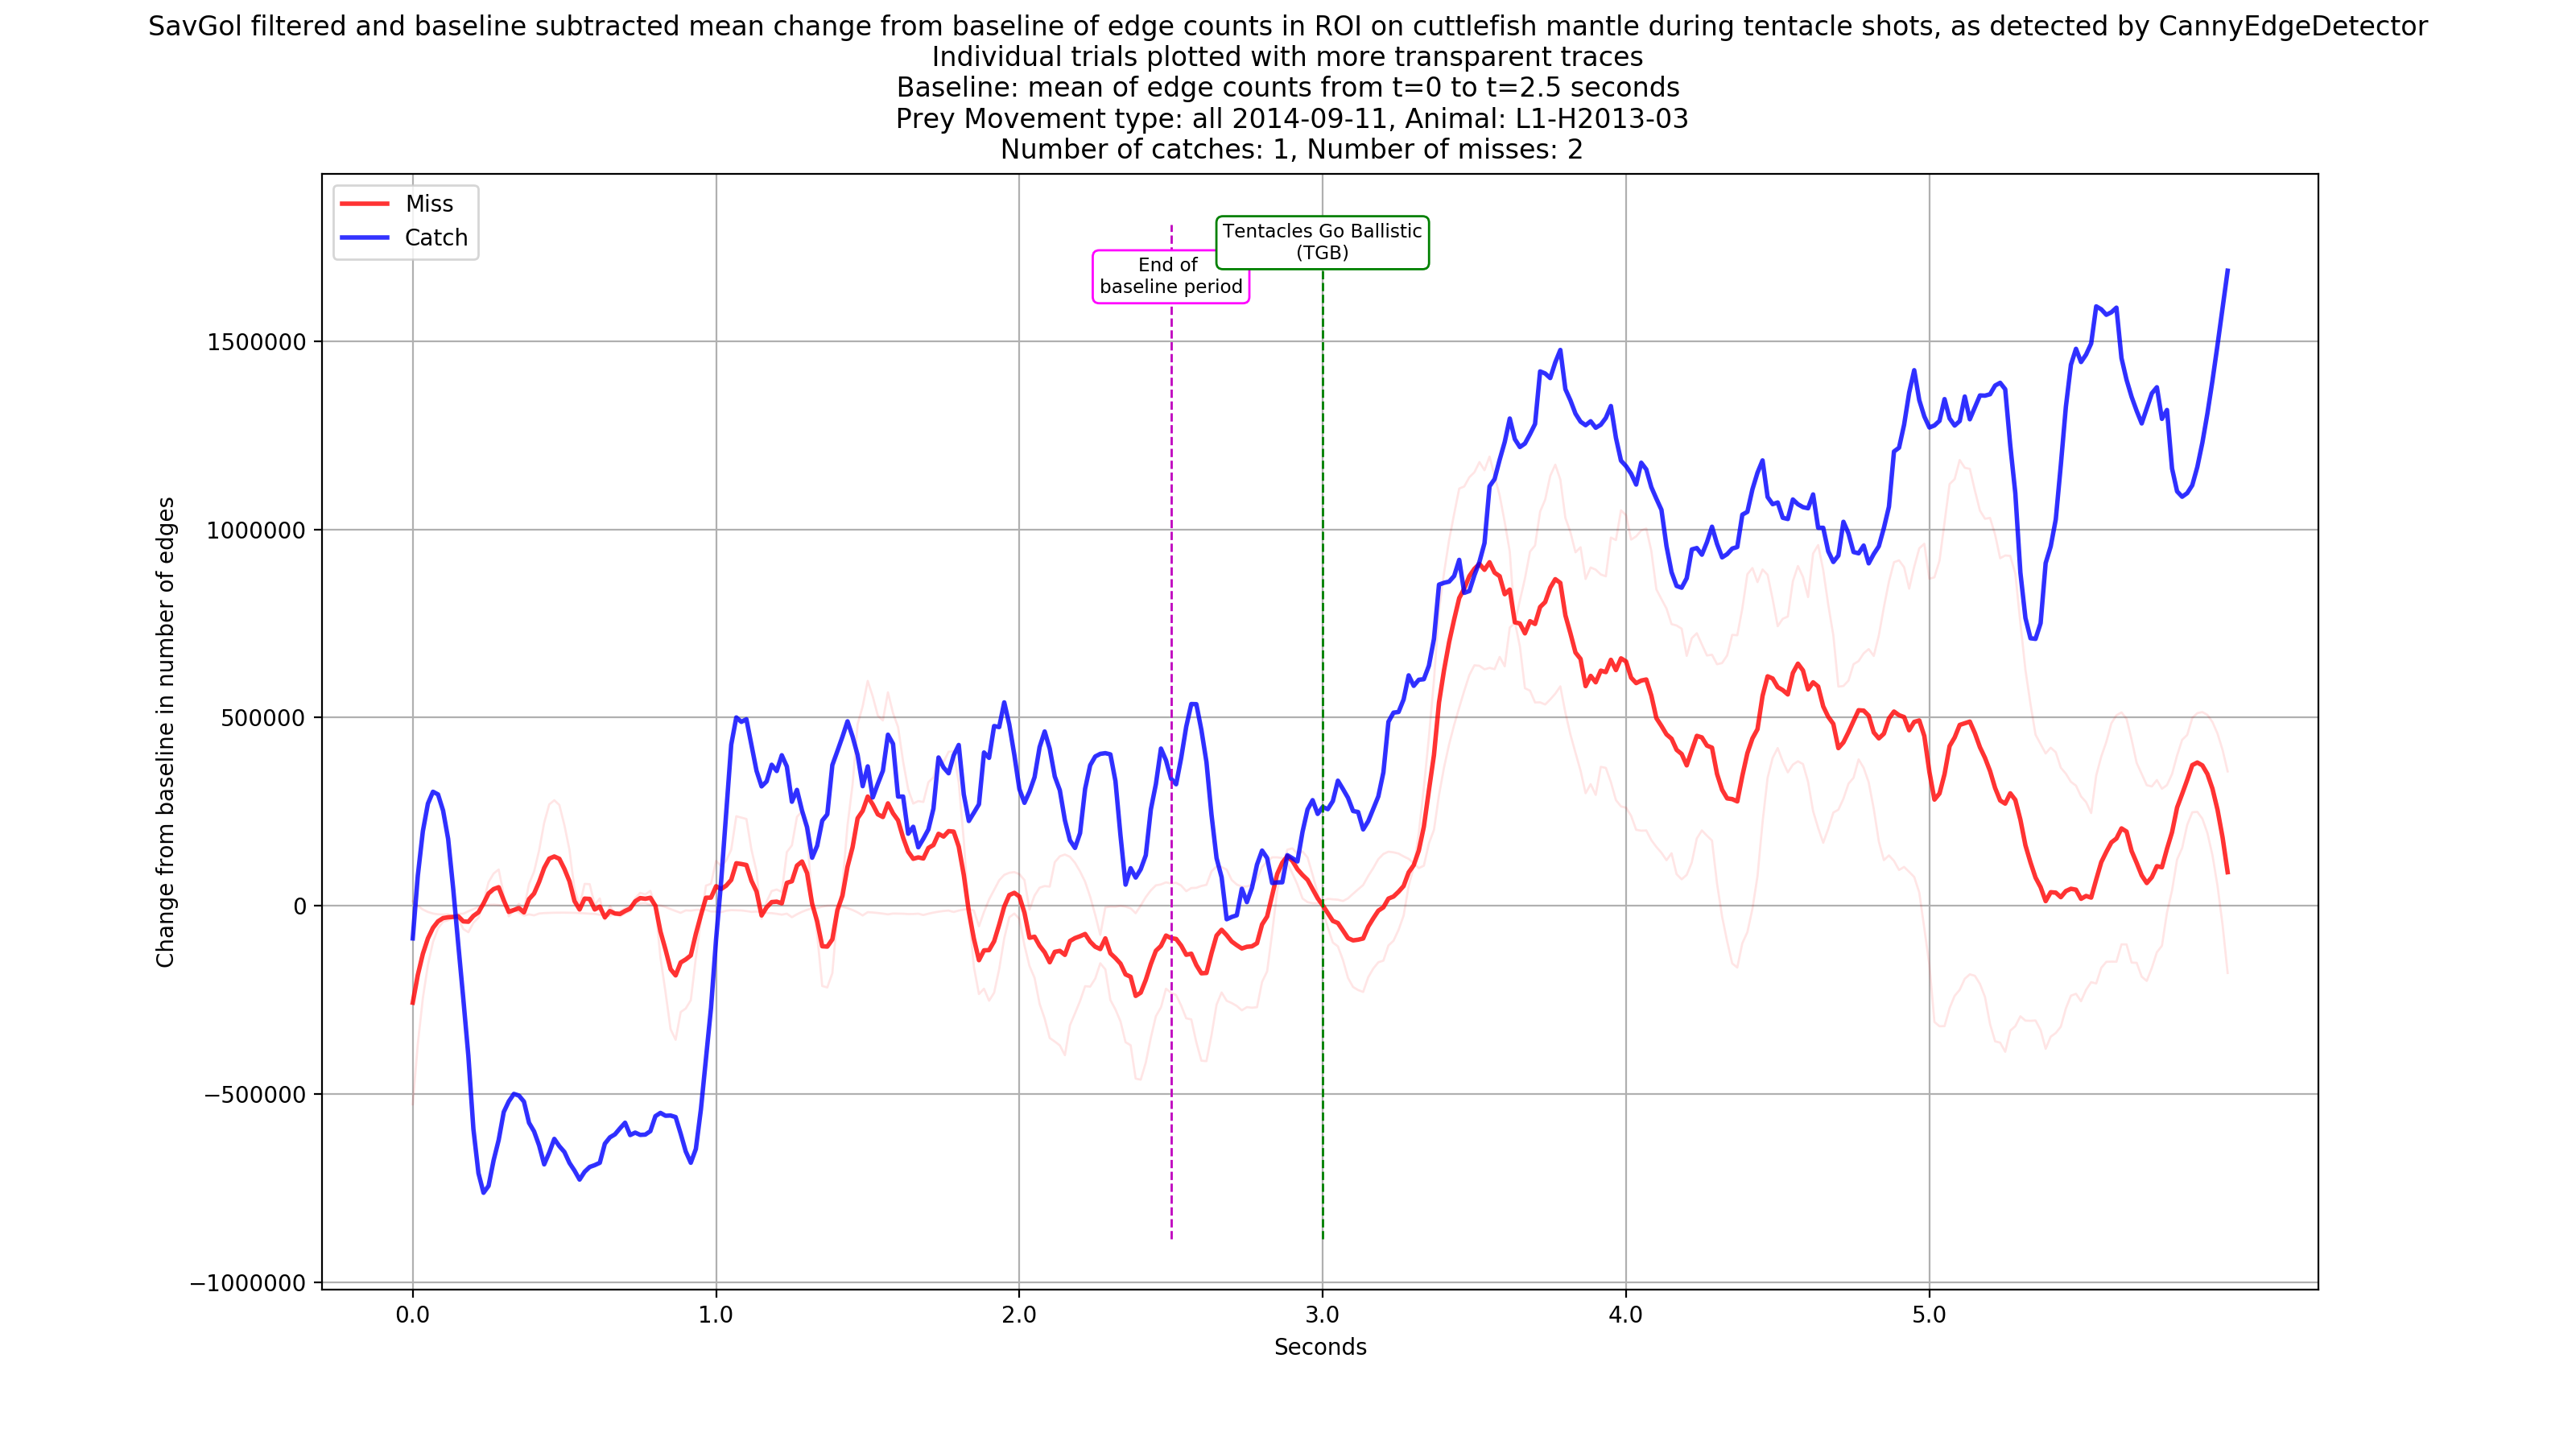 SavGol filtered and baseline subtracted mean change from baseline of edge counts in ROI on cuttlefish mantle during tentacle shots, as detected by CannyEdgeDetector
Individual trials plotted with more transparent traces
Baseline: mean of edge counts from t=0 to t=2.5 seconds
Prey Movement type: all 2014-09-11, Animal: L1-H2013-03
Number of catches: 1, Number of misses: 2
Miss
Catch
Tentacles Go Ballistic
(TGB)
End of
baseline period
1500000
1000000
500000
0
−500000
−1000000
Change from baseline in number of edges
0.0 1.0 2.0 3.0 4.0 5.0
Seconds